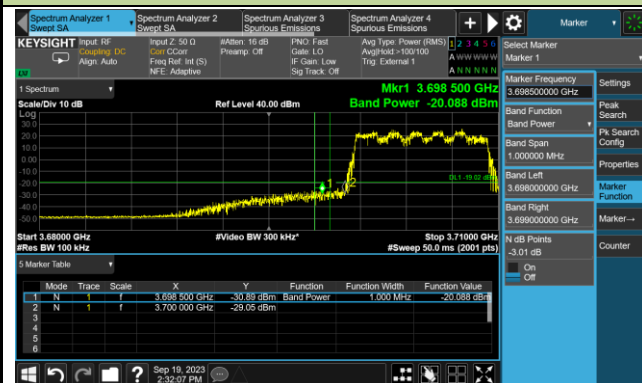 Spectrum Analyzer 1
Swept SA
Spectrum Analyzer 2
Swept SA
Spectrum Analyzer 3
Spurious Emissions
Spectrum Analyzer 4
Spurious Emissions
Marker
KEYSIGHT
Input: RF
Coupling: DC
Align: Auto
Input Z: 50 Ω
Corr CCorr
Freq Ref: Int (S)
NFE: Adaptive
#Atten: 16 dB
Preamp: Off
PNO: Fast
Gate: LO
IF Gain: Low
Sig Track: Off
Avg Type: Power (RMS)
Avg|Hold:>100/100
Trig: External 1
1 2 3 4 5 6
A W W W W W
A N N N N N
Select Marker
Marker 1
1 Spectrum
Scale/Div 10 dB
Ref Level 40.00 dBm
Mkr1 3.698 500 GHz
Band Power -20.088 dBm
Log
30.0
20.0
10.0
0.00
-10.0
-20.0
-30.0
-40.0
-50.0
1
2
DL1 -19.02 dBm
Start 3.68000 GHz
#Res BW 100 kHz
#Video BW 300 kHz*
Stop 3.71000 GHz
#Sweep 50.0 ms (2001 pts)
5 Marker Table
Mode Trace Scale X Y Function Function Width Function Value
1 N 1 f 3.698 500 GHz -30.89 dBm Band Power 1.000 MHz -20.088 dBm
2 N 1 f 3.700 000 GHz -29.05 dBm
3
4
5
6
Marker Frequency
3.698500000 GHz
Band Function
Band Power
Band Span
1.000000 MHz
Band Left
3.698000000 GHz
Band Right
3.699000000 GHz
N dB Points
-3.01 dB
On
Off
Settings
Peak
Search
Pk Search
Config
Properties
Marker
Function
Marker→
Counter
?
Sep 19, 2023
2:32:07 PM